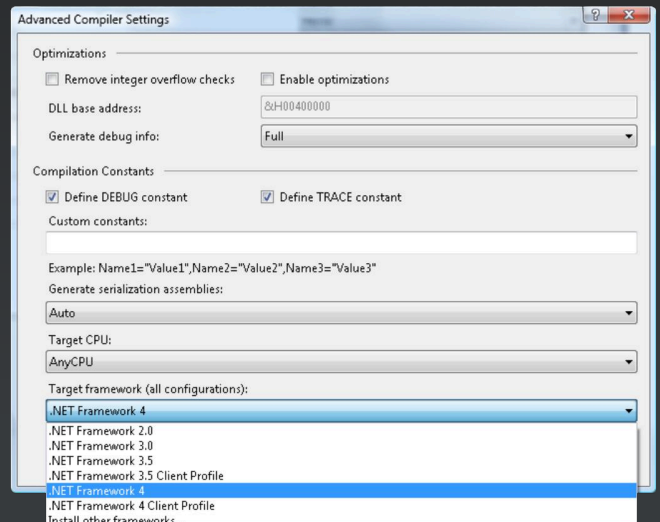 Advanced Compiler Settings
Optimizations
Remove integer overflow checks
Enable optimizations
DLL base address:
&H00400000
Generate debug info:
Full
Compilation Constants
Define DEBUG constant
Define TRACE constant
Custom constants:
Example: Name1="Value1",Name2="Value2",Name3="Value3"
Generate serialization assemblies:
Auto
Target CPU:
AnyCPU
Target framework (all configurations):
.NET Framework 4
.NET Framework 2.0
.NET Framework 3.0
.NET Framework 3.5
.NET Framework 3.5 Client Profile
.NET Framework 4
.NET Framework 4 Client Profile
Install other frameworks...